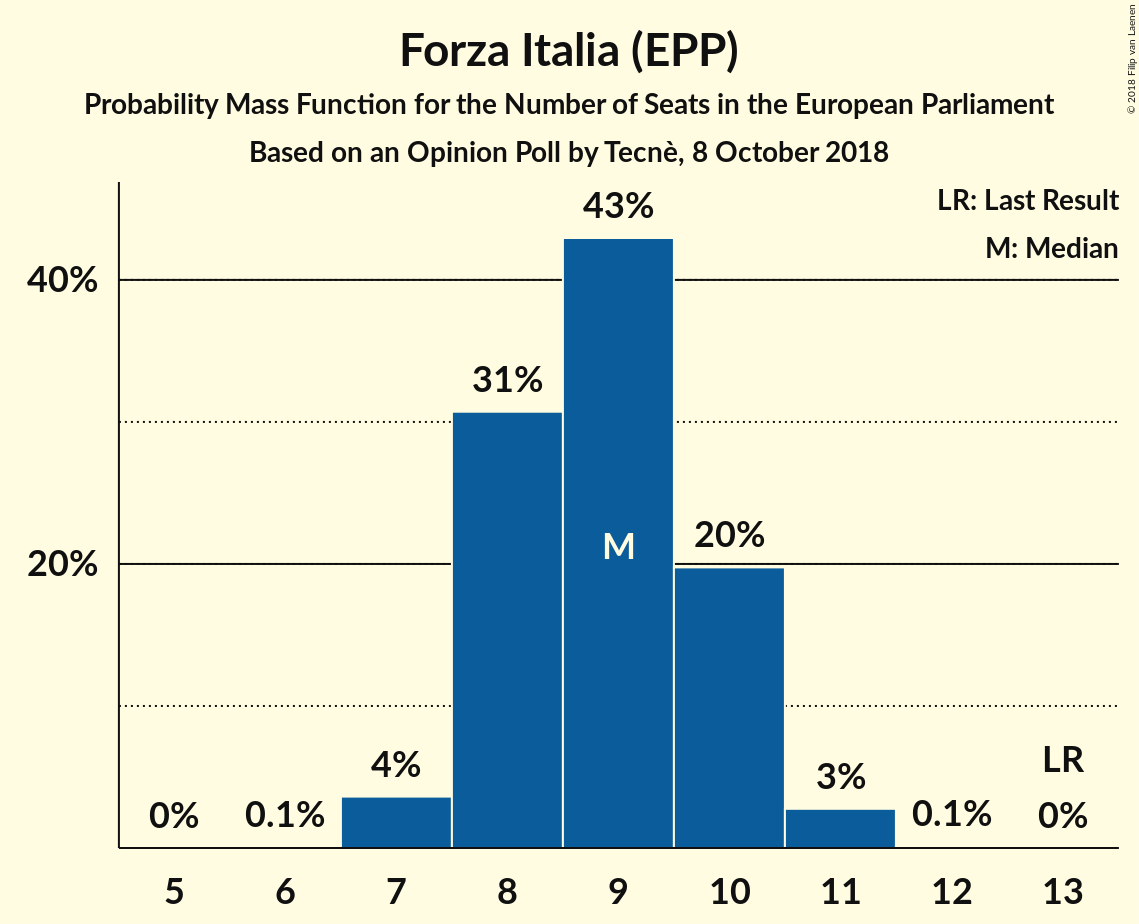 Forza Italia (EPP)
Probability Mass Function for the Number of Seats in the European Parliament
Based on an Opinion Poll by Tecnè, 8 October 2018
© 2018 Filip van Laenen
LR: Last Result
M: Median
40%
20%
0%
0.1%
4%
31%
43%
M
20%
3%
0.1%
LR
0%
5 6 7 8 9 10 11 12 13